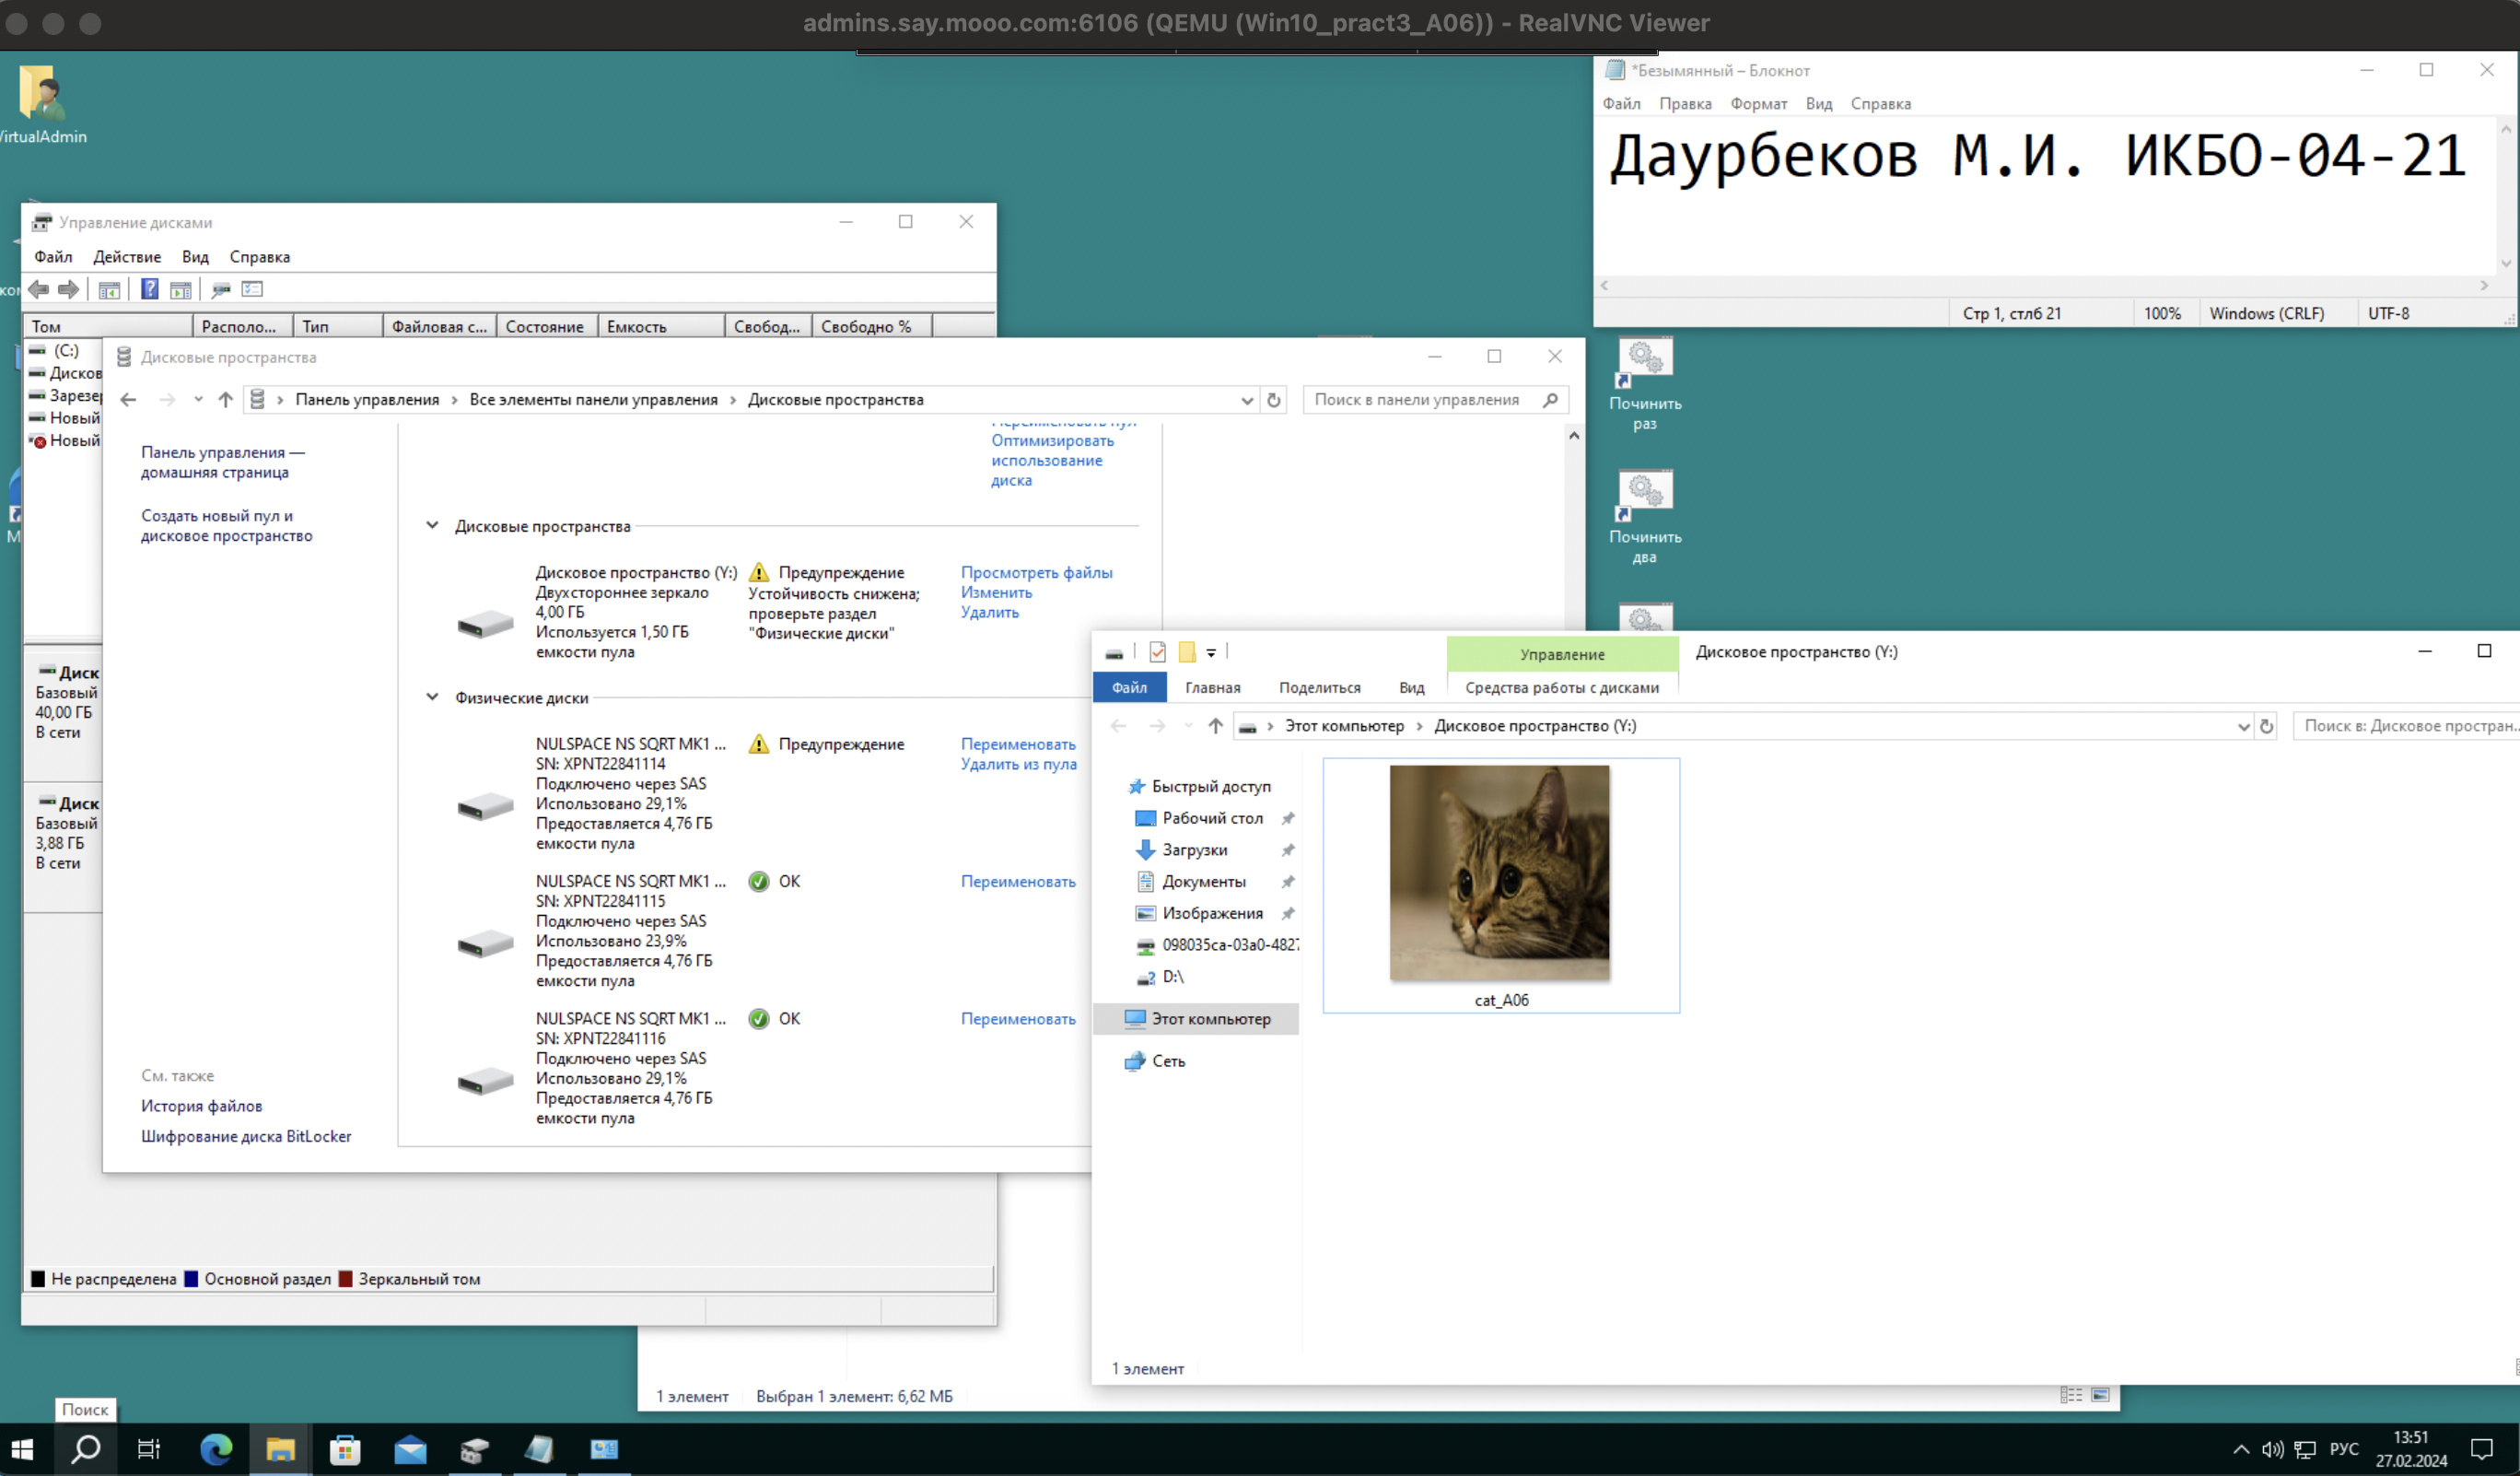 admins.say.mooo.com:6106 (QEMU (Win10_pract3_A06)) - RealVNC Viewer
VirtualAdmin
*Безымянный – Блокнот
Файл Правка Формат Вид Справка
Даурбеков М.И. ИКБО-04-21
Стр 1, стлб 21 100% Windows (CRLF) UTF-8
Управление дисками
Файл Действие Вид Справка
Том Располо... Тип Файловая с... Состояние Емкость Свобод... Свободно %
(C:)
Дисков
Зарезер
Новый
Новый
Диск
Базовый
40,00 ГБ
В сети
Диск
Базовый
3,88 ГБ
В сети
Не распределена Основной раздел Зеркальный том
Дисковые пространства
Панель управления Все элементы панели управления Дисковые пространства
Поиск в панели управления
Панель управления —
домашняя страница
Создать новый пул и
дисковое пространство
Переименовать пул
Оптимизировать
использование
диска
Дисковые пространства
Дисковое пространство (Y:)
Двухстороннее зеркало
4,00 ГБ
Используется 1,50 ГБ
емкости пула
Предупреждение
Устойчивость снижена;
проверьте раздел
"Физические диски"
Просмотреть файлы
Изменить
Удалить
Физические диски
NULSPACE NS SQRT MK1 ...
SN: XPNT22841114
Подключено через SAS
Использовано 29,1%
Предоставляется 4,76 ГБ
емкости пула
Предупреждение
Переименовать
Удалить из пула
NULSPACE NS SQRT MK1 ...
SN: XPNT22841115
Подключено через SAS
Использовано 23,9%
Предоставляется 4,76 ГБ
емкости пула
OK
Переименовать
NULSPACE NS SQRT MK1 ...
SN: XPNT22841116
Подключено через SAS
Использовано 29,1%
Предоставляется 4,76 ГБ
емкости пула
OK
Переименовать
См. также
История файлов
Шифрование диска BitLocker
Починить
раз
Починить
два
Управление
Дисковое пространство (Y:)
Файл Главная Поделиться Вид Средства работы с дисками
Этот компьютер Дисковое пространство (Y:)
Поиск в: Дисковое простран...
Быстрый доступ
Рабочий стол
Загрузки
Документы
Изображения
098035ca-03a0-4827
D:\
Этот компьютер
Сеть
cat_A06
1 элемент
1 элемент Выбран 1 элемент: 6,62 МБ
Поиск
РУС
13:51
27.02.2024